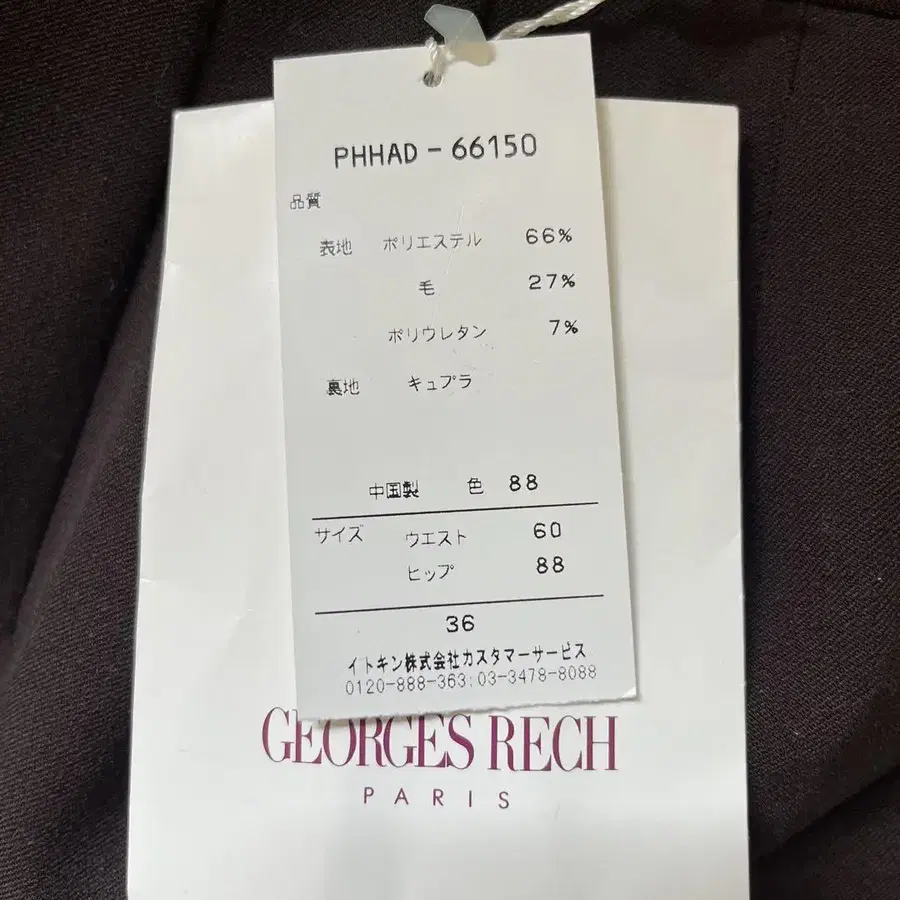 PHHAD-66150
品質
表地 ポリエステル 66%
毛 27%
ポリウレタン 7%
裏地 キュプラ
中国製 色 88
サイズ ウエスト 60
ヒップ 88
36
イトキン株式会社カスタマーサービス
0120-888-363:03-3478-8088
GEORGES RECH
PARIS